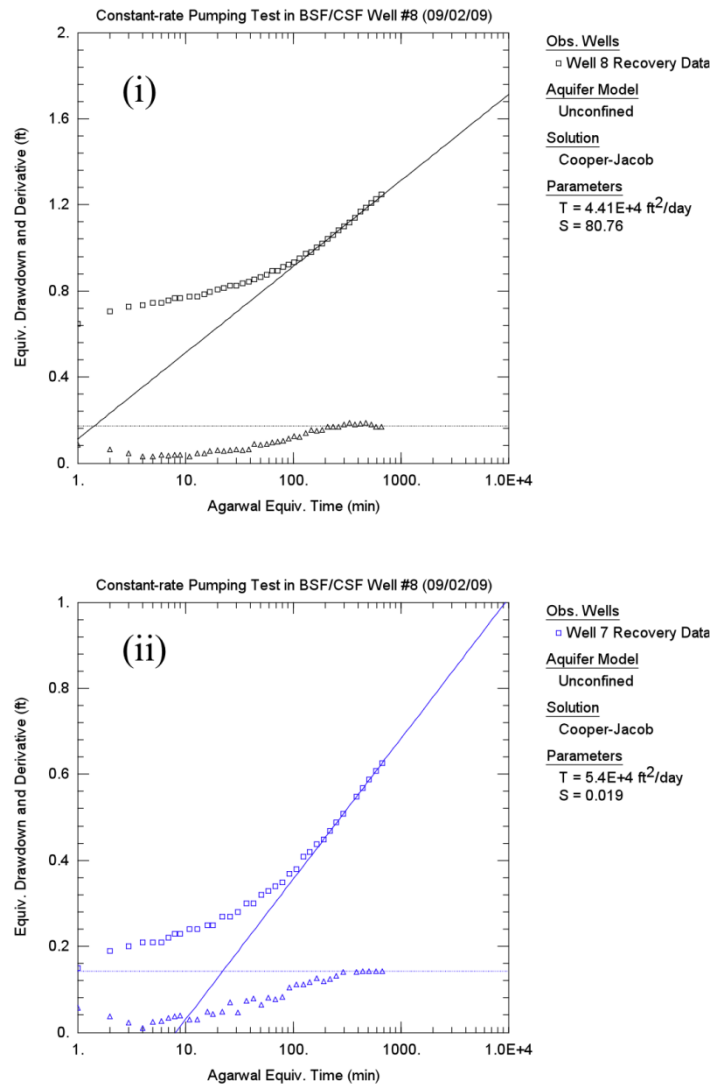 Constant-rate Pumping Test in BSF/CSF Well #8 (09/02/09)
(i)
2.
1.6
1.2
0.8
0.4
0.
Equiv. Drawdown and Derivative (ft)
1.
10.
100.
1000.
1.0E+4
Agarwal Equiv. Time (min)
Obs. Wells
Well 8 Recovery Data
Aquifer Model
Unconfined
Solution
Cooper-Jacob
Parameters
T = 4.41E+4 ft²/day
S = 80.76
Constant-rate Pumping Test in BSF/CSF Well #8 (09/02/09)
(ii)
1.
0.8
0.6
0.4
0.2
0.
Equiv. Drawdown and Derivative (ft)
1.
10.
100.
1000.
1.0E+4
Agarwal Equiv. Time (min)
Obs. Wells
Well 7 Recovery Data
Aquifer Model
Unconfined
Solution
Cooper-Jacob
Parameters
T = 5.4E+4 ft²/day
S = 0.019